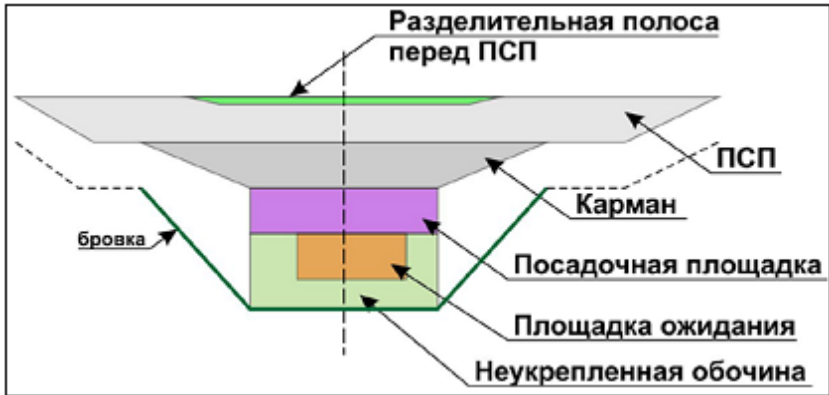 Разделительная полоса
перед ПСП
ПСП
Карман
бровка
Посадочная площадка
Площадка ожидания
Неукрепленная обочина